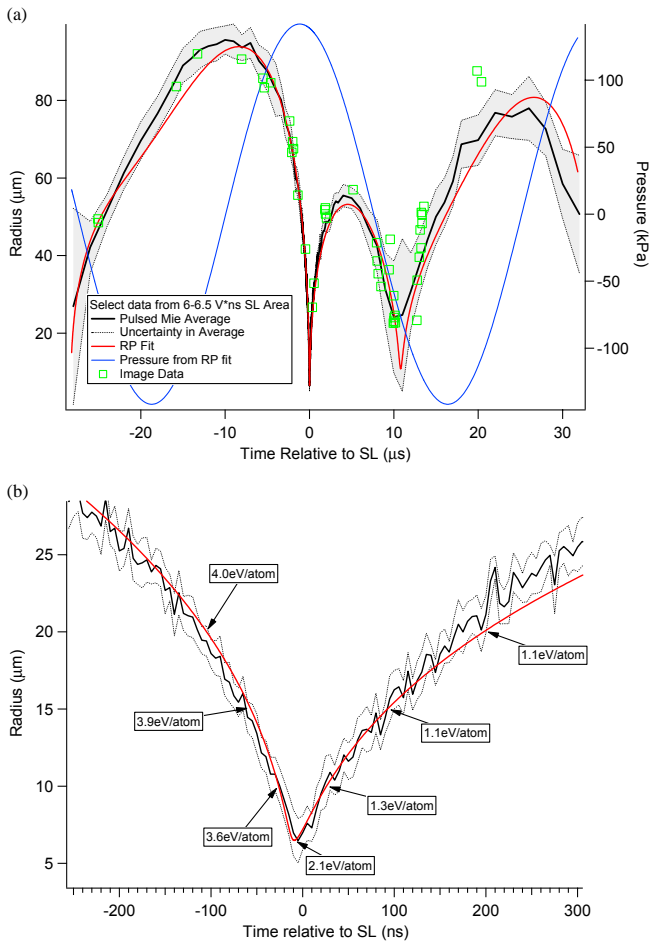 (a)
80
60
40
20
Radius (μm)
100
50
0
-50
-100
Pressure (kPa)
Select data from 6-6.5 V*ns SL Area
Pulsed Mie Average
Uncertainty in Average
RP Fit
Pressure from RP fit
Image Data
-20 -10 0 10 20 30
Time Relative to SL (μs)
(b)
25
20
15
10
5
Radius (μm)
4.0eV/atom
1.1eV/atom
3.9eV/atom
1.1eV/atom
1.3eV/atom
3.6eV/atom
2.1eV/atom
-200 -100 0 100 200 300
Time relative to SL (ns)